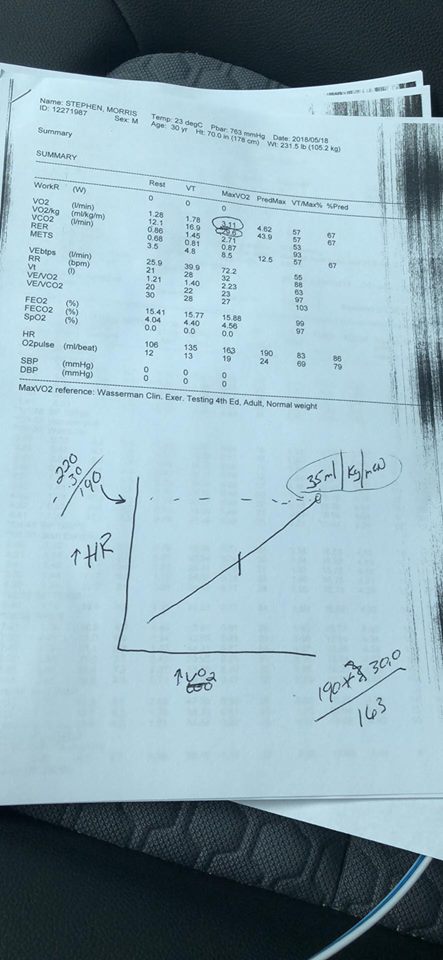 Name: STEPHEN, MORRIS Temp: 23 degC Pbar: 763 mmHg Date: 2018/05/18
ID: 12271987 Sex: M Age: 30 yr Ht: 70.0 in (178 cm) Wt: 231.5 lb (105.2 kg)
Summary
SUMMARY
Rest VT MaxVO2 PredMax VT/Max% %Pred
WorkR (W) 0 0 0
VO2 (l/min) 1.28 1.78 3.11 4.62 57 67
VO2/kg (ml/kg/m) 12.1 16.9 29.6 43.9 57 67
VCO2 (l/min) 0.86 1.45 2.71 53
RER 0.68 0.81 0.87 93
METS 3.5 4.8 8.5 12.5 57 67
VEbtps (l/min) 25.9 39.9 72.2 55
RR (bpm) 21 28 32 88
Vt (l) 1.21 1.40 2.23 63
VE/VO2 20 22 23 97
VE/VCO2 30 28 27 103
FEO2 (%) 15.41 15.77 15.88 99
FECO2 (%) 4.04 4.40 4.56 97
SpO2 (%) 0.0 0.0 0.0
HR 106 135 163 190 83 86
O2pulse (ml/beat) 12 13 19 24 69 79
SBP (mmHg) 0 0 0
DBP (mmHg) 0 0 0
MaxVO2 reference: Wasserman Clin. Exer. Testing 4th Ed, Adult, Normal weight
220
30
190
35ml/kg/min
↑HR
↑VO2
190 x 30.0
163